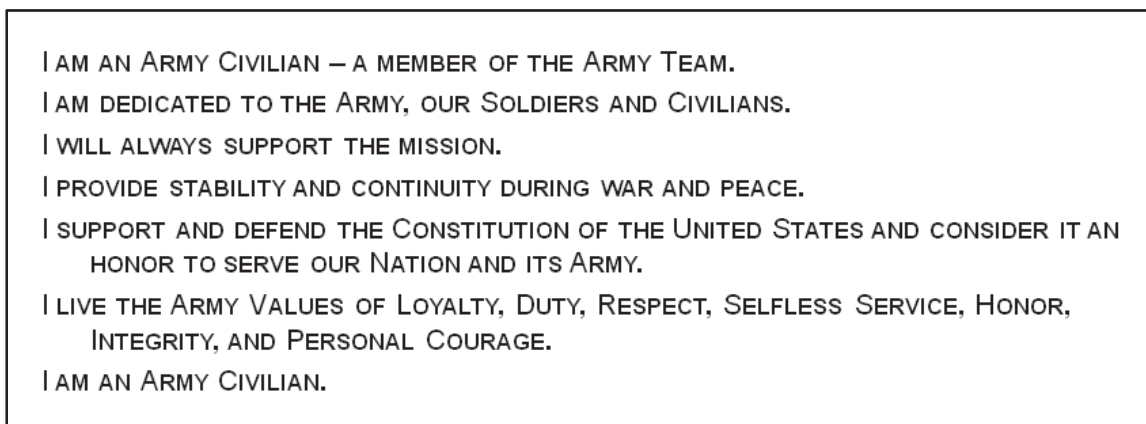 I AM AN ARMY CIVILIAN – A MEMBER OF THE ARMY TEAM.
I AM DEDICATED TO THE ARMY, OUR SOLDIERS AND CIVILIANS.
I WILL ALWAYS SUPPORT THE MISSION.
I PROVIDE STABILITY AND CONTINUITY DURING WAR AND PEACE.
I SUPPORT AND DEFEND THE CONSTITUTION OF THE UNITED STATES AND CONSIDER IT AN
HONOR TO SERVE OUR NATION AND ITS ARMY.
I LIVE THE ARMY VALUES OF LOYALTY, DUTY, RESPECT, SELFLESS SERVICE, HONOR,
INTEGRITY, AND PERSONAL COURAGE.
I AM AN ARMY CIVILIAN.